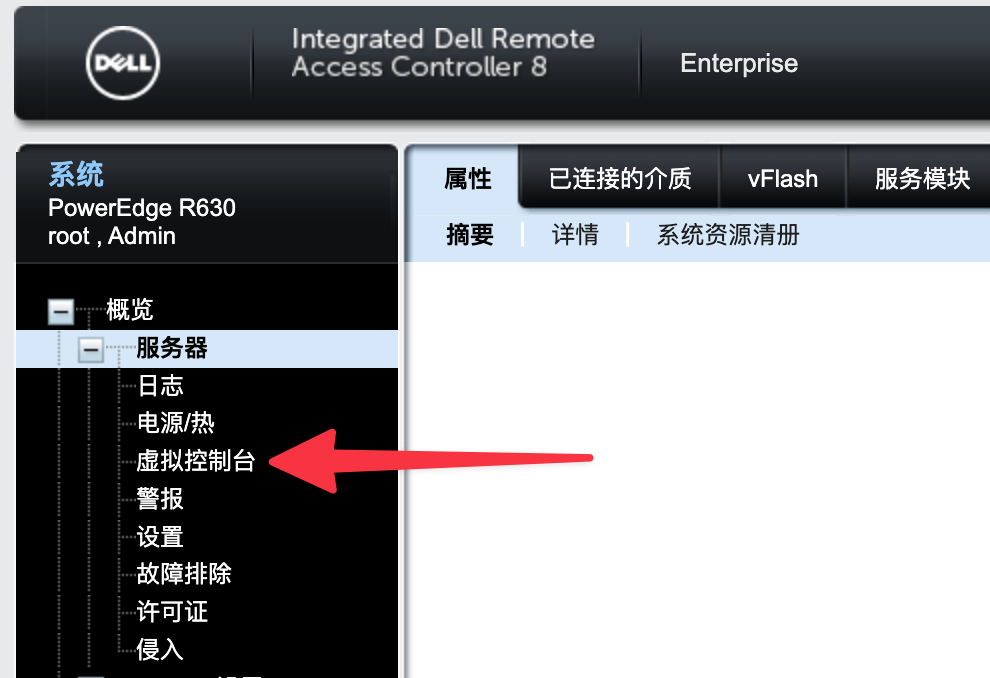 DELL
Integrated Dell Remote
Access Controller 8
Enterprise
系统
PowerEdge R630
root , Admin
属性 已连接的介质 vFlash 服务模块
摘要 详情 系统资源清册
概览
服务器
日志
电源/热
虚拟控制台
警报
设置
故障排除
许可证
侵入